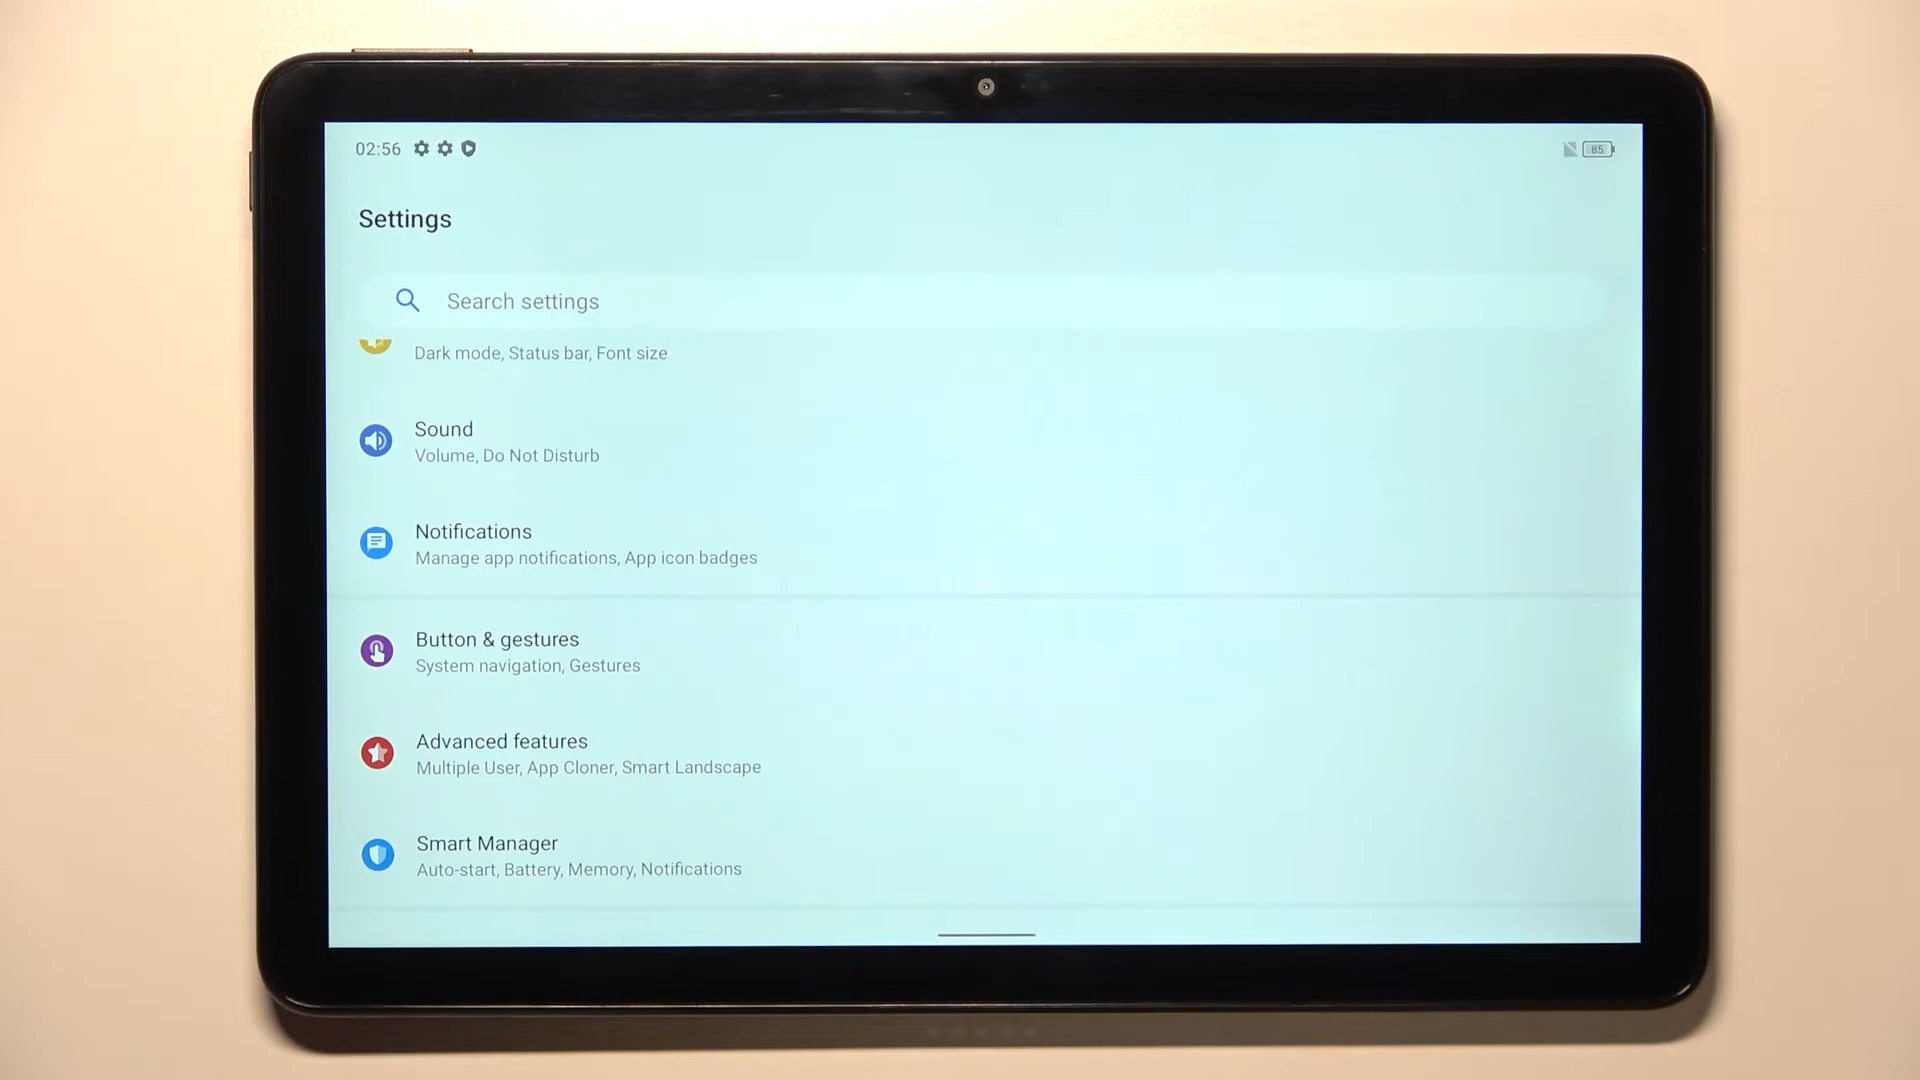 02:56
85
Settings
Search settings
Dark mode, Status bar, Font size
Sound
Volume, Do Not Disturb
Notifications
Manage app notifications, App icon badges
Button & gestures
System navigation, Gestures
Advanced features
Multiple User, App Cloner, Smart Landscape
Smart Manager
Auto-start, Battery, Memory, Notifications